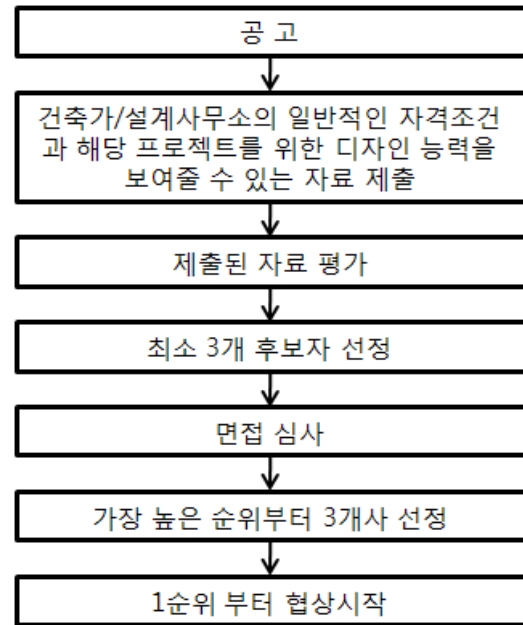 공 고
건축가/설계사무소의 일반적인 자격조건
과 해당 프로젝트를 위한 디자인 능력을
보여줄 수 있는 자료 제출
제출된 자료 평가
최소 3개 후보자 선정
면접 심사
가장 높은 순위부터 3개사 선정
1순위 부터 협상시작